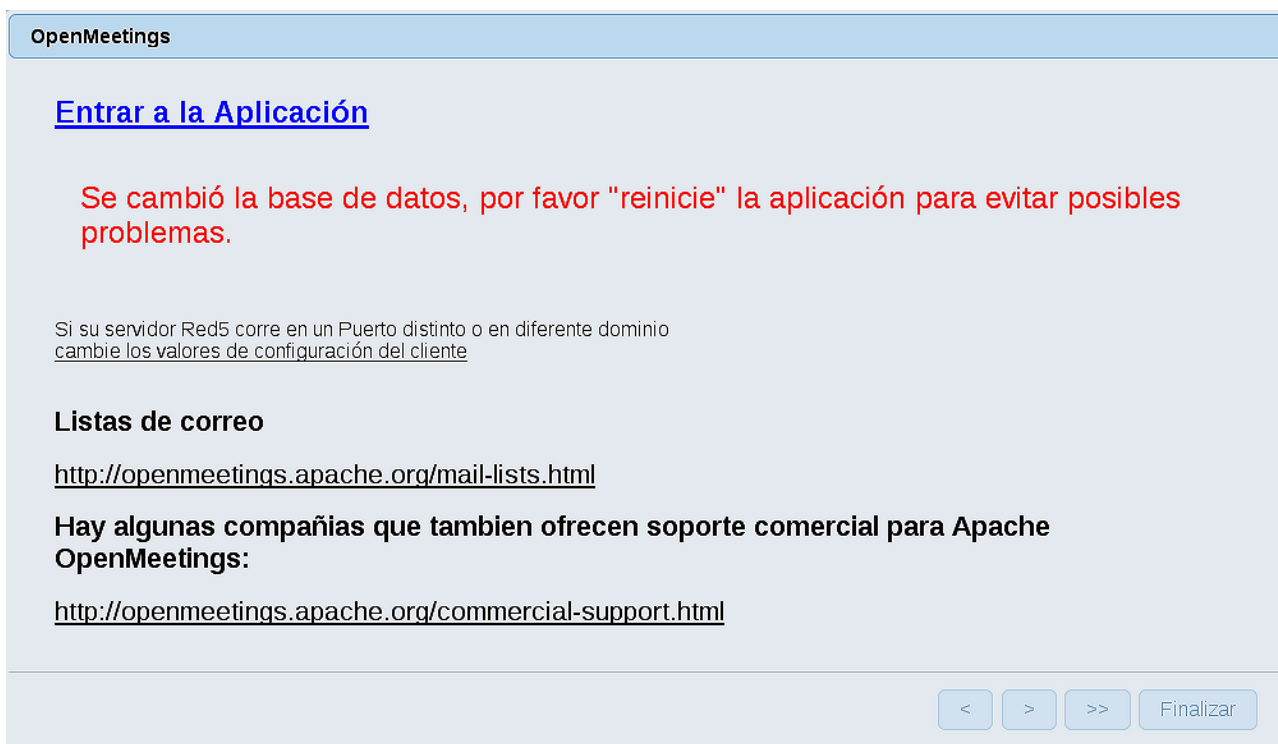 OpenMeetings
Entrar a la Aplicación
Se cambió la base de datos, por favor "reinicie" la aplicación para evitar posibles
problemas.
Si su servidor Red5 corre en un Puerto distinto o en diferente dominio
cambie los valores de configuración del cliente
Listas de correo
http://openmeetings.apache.org/mail-lists.html
Hay algunas compañias que tambien ofrecen soporte comercial para Apache
OpenMeetings:
http://openmeetings.apache.org/commercial-support.html
< > >> Finalizar